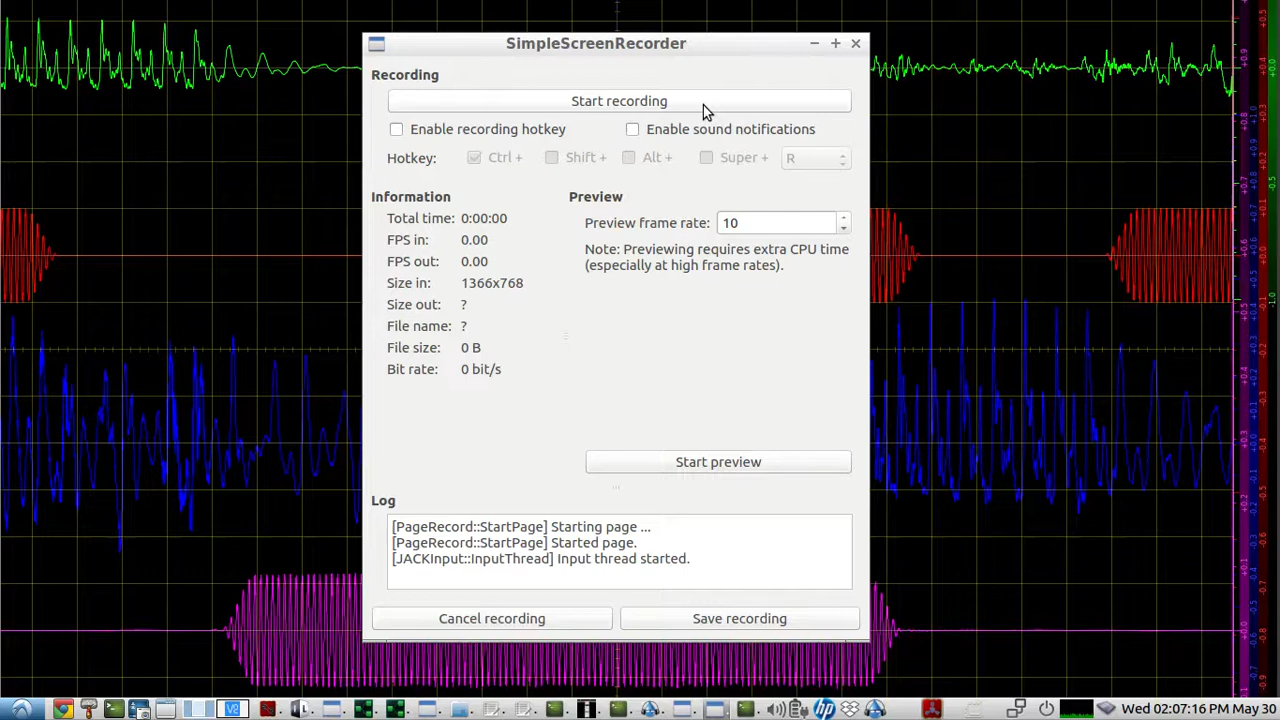 SimpleScreenRecorder
Recording
Start recording
Enable recording hotkey
Enable sound notifications
Hotkey: Ctrl + Shift + Alt + Super + R
Information
Total time: 0:00:00
FPS in: 0.00
FPS out: 0.00
Size in: 1366x768
Size out: ?
File name: ?
File size: 0 B
Bit rate: 0 bit/s
Preview
Preview frame rate: 10
Note: Previewing requires extra CPU time
(especially at high frame rates).
Start preview
Log
[PageRecord::StartPage] Starting page ...
[PageRecord::StartPage] Started page.
[JACKInput::InputThread] Input thread started.
Cancel recording
Save recording
Wed 02:07:16 PM May 30